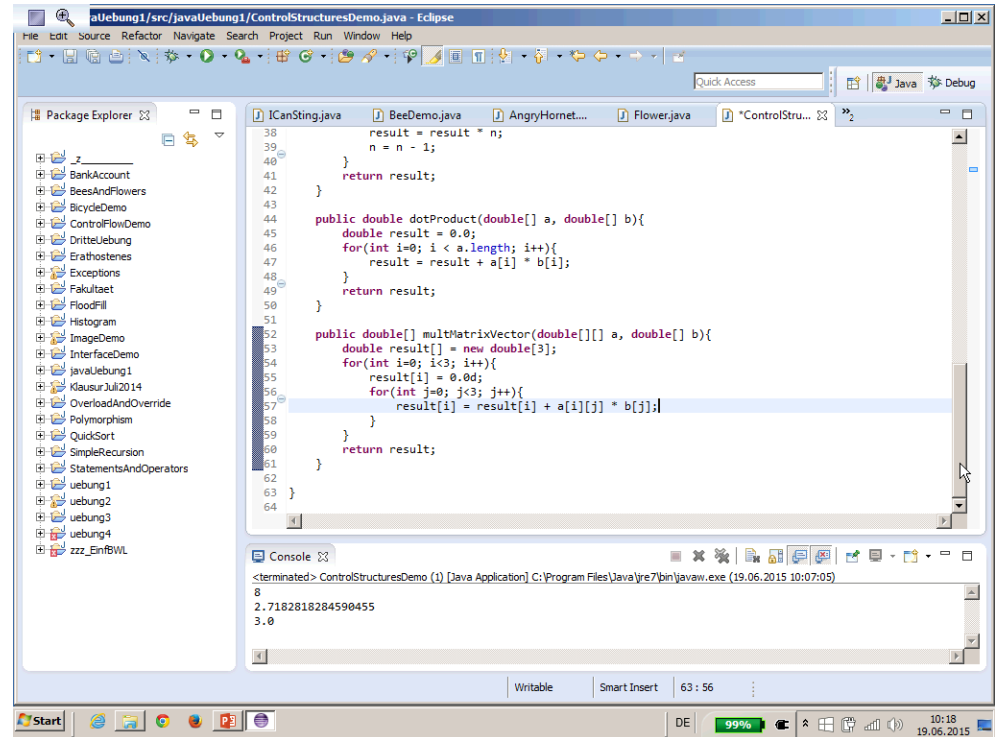 aUebung1/src/javaUebung1/ControlStructuresDemo.java - Eclipse
File Edit Source Refactor Navigate Search Project Run Window Help
Quick Access
Java
Debug
Package Explorer
_z_________
BankAccount
BeesAndFlowers
BicycleDemo
ControlFlowDemo
DritteUebung
Erathostenes
Exceptions
Fakultaet
FloodFill
Histogram
ImageDemo
InterfaceDemo
javaUebung1
KlausurJuli2014
OverloadAndOverride
Polymorphism
QuickSort
SimpleRecursion
StatementsAndOperators
uebung1
uebung2
uebung3
uebung4
zzz_EinfBWL
ICanSting.java BeeDemo.java AngryHornet.... Flower.java *ControlStru... »2
38 result = result * n;
39 n = n - 1;
40 }
41 return result;
42 }
43
44 public double dotProduct(double[] a, double[] b){
45 double result = 0.0;
46 for(int i=0; i < a.length; i++){
47 result = result + a[i] * b[i];
48 }
49 return result;
50 }
51
52 public double[] multMatrixVector(double[][] a, double[] b){
53 double result[] = new double[3];
54 for(int i=0; i<3; i++){
55 result[i] = 0.0d;
56 for(int j=0; j<3; j++){
57 result[i] = result[i] + a[i][j] * b[j];
58 }
59 }
60 return result;
61 }
62
63 }
64
Console
<terminated> ControlStructuresDemo (1) [Java Application] C:\Program Files\Java\jre7\bin\javaw.exe (19.06.2015 10:07:05)
8
2.7182818284590455
3.0
Writable Smart Insert 63 : 56
Start DE 99% 10:18
19.06.2015